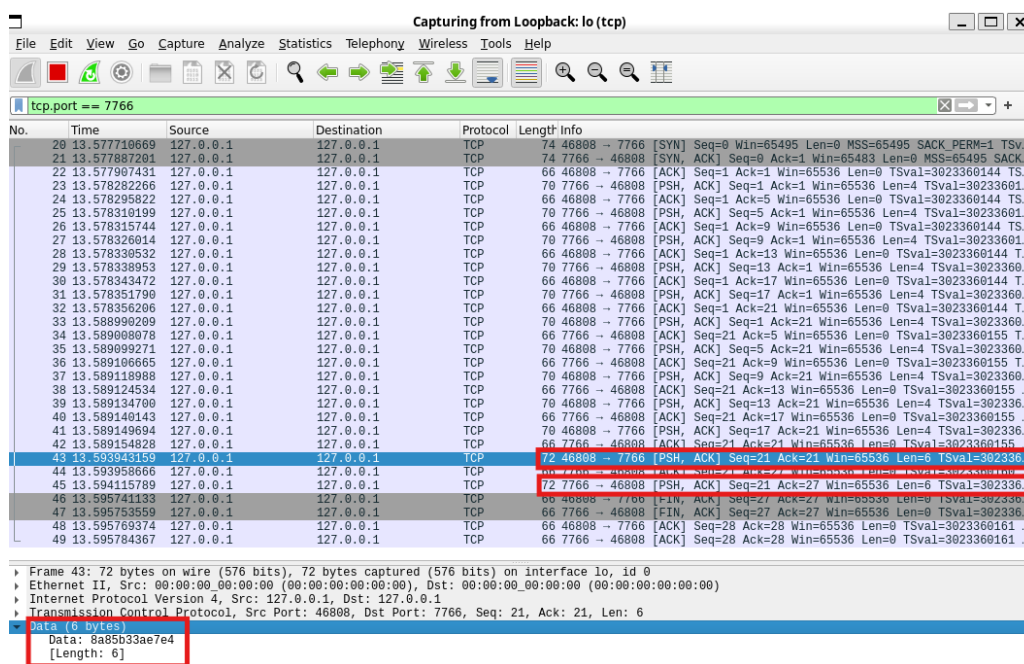 Capturing from Loopback: lo (tcp)
File Edit View Go Capture Analyze Statistics Telephony Wireless Tools Help
tcp.port == 7766
No. Time Source Destination Protocol Length Info
20 13.577710669 127.0.0.1 127.0.0.1 TCP 74 46808 → 7766 [SYN] Seq=0 Win=65495 Len=0 MSS=65495 SACK_PERM=1 TSv…
21 13.577887201 127.0.0.1 127.0.0.1 TCP 74 7766 → 46808 [SYN, ACK] Seq=0 Ack=1 Win=65483 Len=0 MSS=65495 SACK…
22 13.577907431 127.0.0.1 127.0.0.1 TCP 66 46808 → 7766 [ACK] Seq=1 Ack=1 Win=65536 Len=0 TSval=3023360144 TS…
23 13.578282266 127.0.0.1 127.0.0.1 TCP 70 7766 → 46808 [PSH, ACK] Seq=1 Ack=1 Win=65536 Len=4 TSval=30233601…
24 13.578295822 127.0.0.1 127.0.0.1 TCP 66 46808 → 7766 [ACK] Seq=1 Ack=5 Win=65536 Len=0 TSval=3023360144 TS…
25 13.578310199 127.0.0.1 127.0.0.1 TCP 70 7766 → 46808 [PSH, ACK] Seq=5 Ack=1 Win=65536 Len=4 TSval=30233601…
26 13.578315744 127.0.0.1 127.0.0.1 TCP 66 46808 → 7766 [ACK] Seq=1 Ack=9 Win=65536 Len=0 TSval=3023360144 TS…
27 13.578326014 127.0.0.1 127.0.0.1 TCP 70 7766 → 46808 [PSH, ACK] Seq=9 Ack=1 Win=65536 Len=4 TSval=30233601…
28 13.578330532 127.0.0.1 127.0.0.1 TCP 66 46808 → 7766 [ACK] Seq=1 Ack=13 Win=65536 Len=0 TSval=3023360144 T…
29 13.578338953 127.0.0.1 127.0.0.1 TCP 70 7766 → 46808 [PSH, ACK] Seq=13 Ack=1 Win=65536 Len=4 TSval=3023360…
30 13.578343472 127.0.0.1 127.0.0.1 TCP 66 46808 → 7766 [ACK] Seq=1 Ack=17 Win=65536 Len=0 TSval=3023360144 T…
31 13.578351790 127.0.0.1 127.0.0.1 TCP 70 7766 → 46808 [PSH, ACK] Seq=17 Ack=1 Win=65536 Len=4 TSval=3023360…
32 13.578356206 127.0.0.1 127.0.0.1 TCP 66 46808 → 7766 [ACK] Seq=1 Ack=21 Win=65536 Len=0 TSval=3023360144 T…
33 13.588990209 127.0.0.1 127.0.0.1 TCP 70 46808 → 7766 [PSH, ACK] Seq=1 Ack=21 Win=65536 Len=4 TSval=3023360…
34 13.589008078 127.0.0.1 127.0.0.1 TCP 66 7766 → 46808 [ACK] Seq=21 Ack=5 Win=65536 Len=0 TSval=3023360155 T…
35 13.589099271 127.0.0.1 127.0.0.1 TCP 70 46808 → 7766 [PSH, ACK] Seq=5 Ack=21 Win=65536 Len=4 TSval=3023360…
36 13.589106665 127.0.0.1 127.0.0.1 TCP 66 7766 → 46808 [ACK] Seq=21 Ack=9 Win=65536 Len=0 TSval=3023360155 T…
37 13.589118988 127.0.0.1 127.0.0.1 TCP 70 46808 → 7766 [PSH, ACK] Seq=9 Ack=21 Win=65536 Len=4 TSval=3023360…
38 13.589124534 127.0.0.1 127.0.0.1 TCP 66 7766 → 46808 [ACK] Seq=21 Ack=13 Win=65536 Len=0 TSval=3023360155 …
39 13.589134700 127.0.0.1 127.0.0.1 TCP 70 46808 → 7766 [PSH, ACK] Seq=13 Ack=21 Win=65536 Len=4 TSval=302336…
40 13.589140143 127.0.0.1 127.0.0.1 TCP 66 7766 → 46808 [ACK] Seq=21 Ack=17 Win=65536 Len=0 TSval=3023360155 …
41 13.589149694 127.0.0.1 127.0.0.1 TCP 70 46808 → 7766 [PSH, ACK] Seq=17 Ack=21 Win=65536 Len=4 TSval=302336…
42 13.589154828 127.0.0.1 127.0.0.1 TCP 66 7766 → 46808 [ACK] Seq=21 Ack=21 Win=65536 Len=0 TSval=3023360155 …
43 13.593943159 127.0.0.1 127.0.0.1 TCP 72 46808 → 7766 [PSH, ACK] Seq=21 Ack=21 Win=65536 Len=6 TSval=302336…
44 13.593958666 127.0.0.1 127.0.0.1 TCP 66 7766 → 46808 [ACK] Seq=21 Ack=27 Win=65536 Len=0 TSval=3023360160 …
45 13.594115789 127.0.0.1 127.0.0.1 TCP 72 7766 → 46808 [PSH, ACK] Seq=21 Ack=27 Win=65536 Len=6 TSval=302336…
46 13.595741133 127.0.0.1 127.0.0.1 TCP 66 46808 → 7766 [FIN, ACK] Seq=27 Ack=27 Win=65536 Len=0 TSval=302336…
47 13.595753559 127.0.0.1 127.0.0.1 TCP 66 7766 → 46808 [FIN, ACK] Seq=27 Ack=27 Win=65536 Len=0 TSval=302336…
48 13.595769374 127.0.0.1 127.0.0.1 TCP 66 46808 → 7766 [ACK] Seq=28 Ack=28 Win=65536 Len=0 TSval=3023360161 …
49 13.595784367 127.0.0.1 127.0.0.1 TCP 66 7766 → 46808 [ACK] Seq=28 Ack=28 Win=65536 Len=0 TSval=3023360161 …
Frame 43: 72 bytes on wire (576 bits), 72 bytes captured (576 bits) on interface lo, id 0
Ethernet II, Src: 00:00:00_00:00:00 (00:00:00:00:00:00), Dst: 00:00:00_00:00:00 (00:00:00:00:00:00)
Internet Protocol Version 4, Src: 127.0.0.1, Dst: 127.0.0.1
Transmission Control Protocol, Src Port: 46808, Dst Port: 7766, Seq: 21, Ack: 21, Len: 6
Data (6 bytes)
Data: 8a85b33ae7e4
[Length: 6]